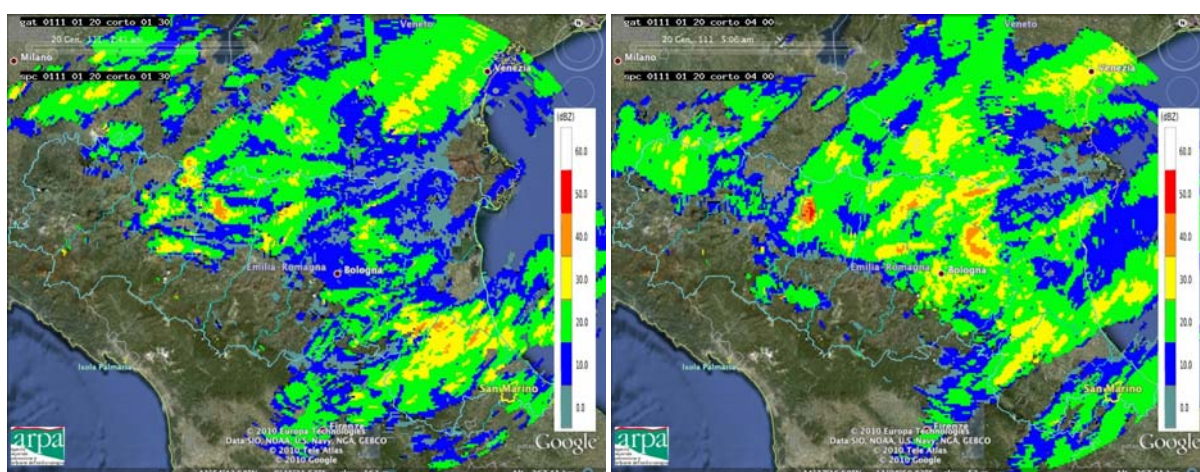 gat 0111 01 20 corto 01 30
Veneto
Milano
spc 0111 01 20 corto 01 30
Venezia
(dBZ)
60.0
50.0
40.0
30.0
20.0
10.0
0.0
Emilia-Romagna
Bologna
Isola Palmaria
San Marino
Firenze
© 2010 Europa Technologies
Data SIO, NOAA, U.S. Navy, NGA, GEBCO
© 2010 Tele Atlas
© 2010 Google
Google
arpa
gat 0111 01 20 corto 04 00
Veneto
20 Gen, 111 5:06 am
Milano
spc 0111 01 20 corto 04 00
Venezia
(dBZ)
60.0
50.0
40.0
30.0
20.0
10.0
0.0
Emilia-Romagna
Bologna
Isola Palmaria
San Marino
Firenze
© 2010 Europa Technologies
Data SIO, NOAA, U.S. Navy, NGA, GEBCO
© 2010 Tele Atlas
© 2010 Google
Google
arpa